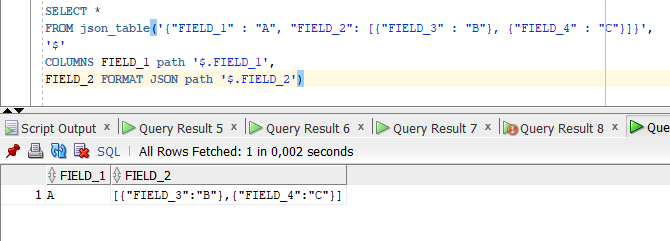 SELECT *
FROM json_table('{"FIELD_1" : "A", "FIELD_2": [{"FIELD_3" : "B"}, {"FIELD_4" : "C"}]}',
'$'
COLUMNS FIELD_1 path '$.FIELD_1',
FIELD_2 FORMAT JSON path '$.FIELD_2')
Script Output x Query Result 5 x Query Result 6 x Query Result 7 x Query Result 8 x Que
SQL | All Rows Fetched: 1 in 0,002 seconds
FIELD_1 FIELD_2
1 A [{"FIELD_3":"B"},{"FIELD_4":"C"}]